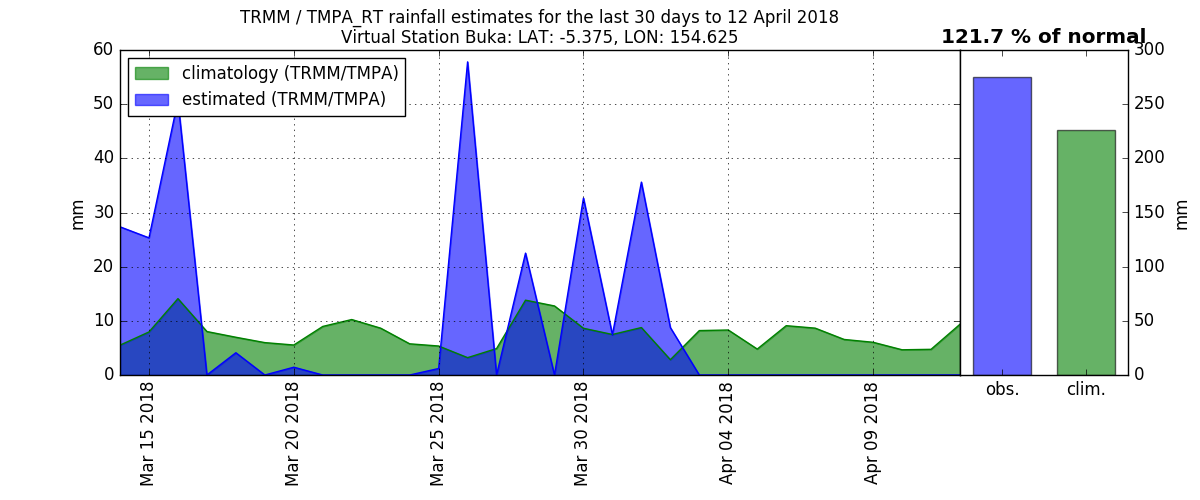 TRMM / TMPA_RT rainfall estimates for the last 30 days to 12 April 2018
Virtual Station Buka: LAT: -5.375, LON: 154.625
121.7 % of normal
climatology (TRMM/TMPA)
estimated (TRMM/TMPA)
60
50
40
30
20
10
0
mm
Mar 15 2018
Mar 20 2018
Mar 25 2018
Mar 30 2018
Apr 04 2018
Apr 09 2018
obs.
clim.
300
250
200
150
100
50
0
mm